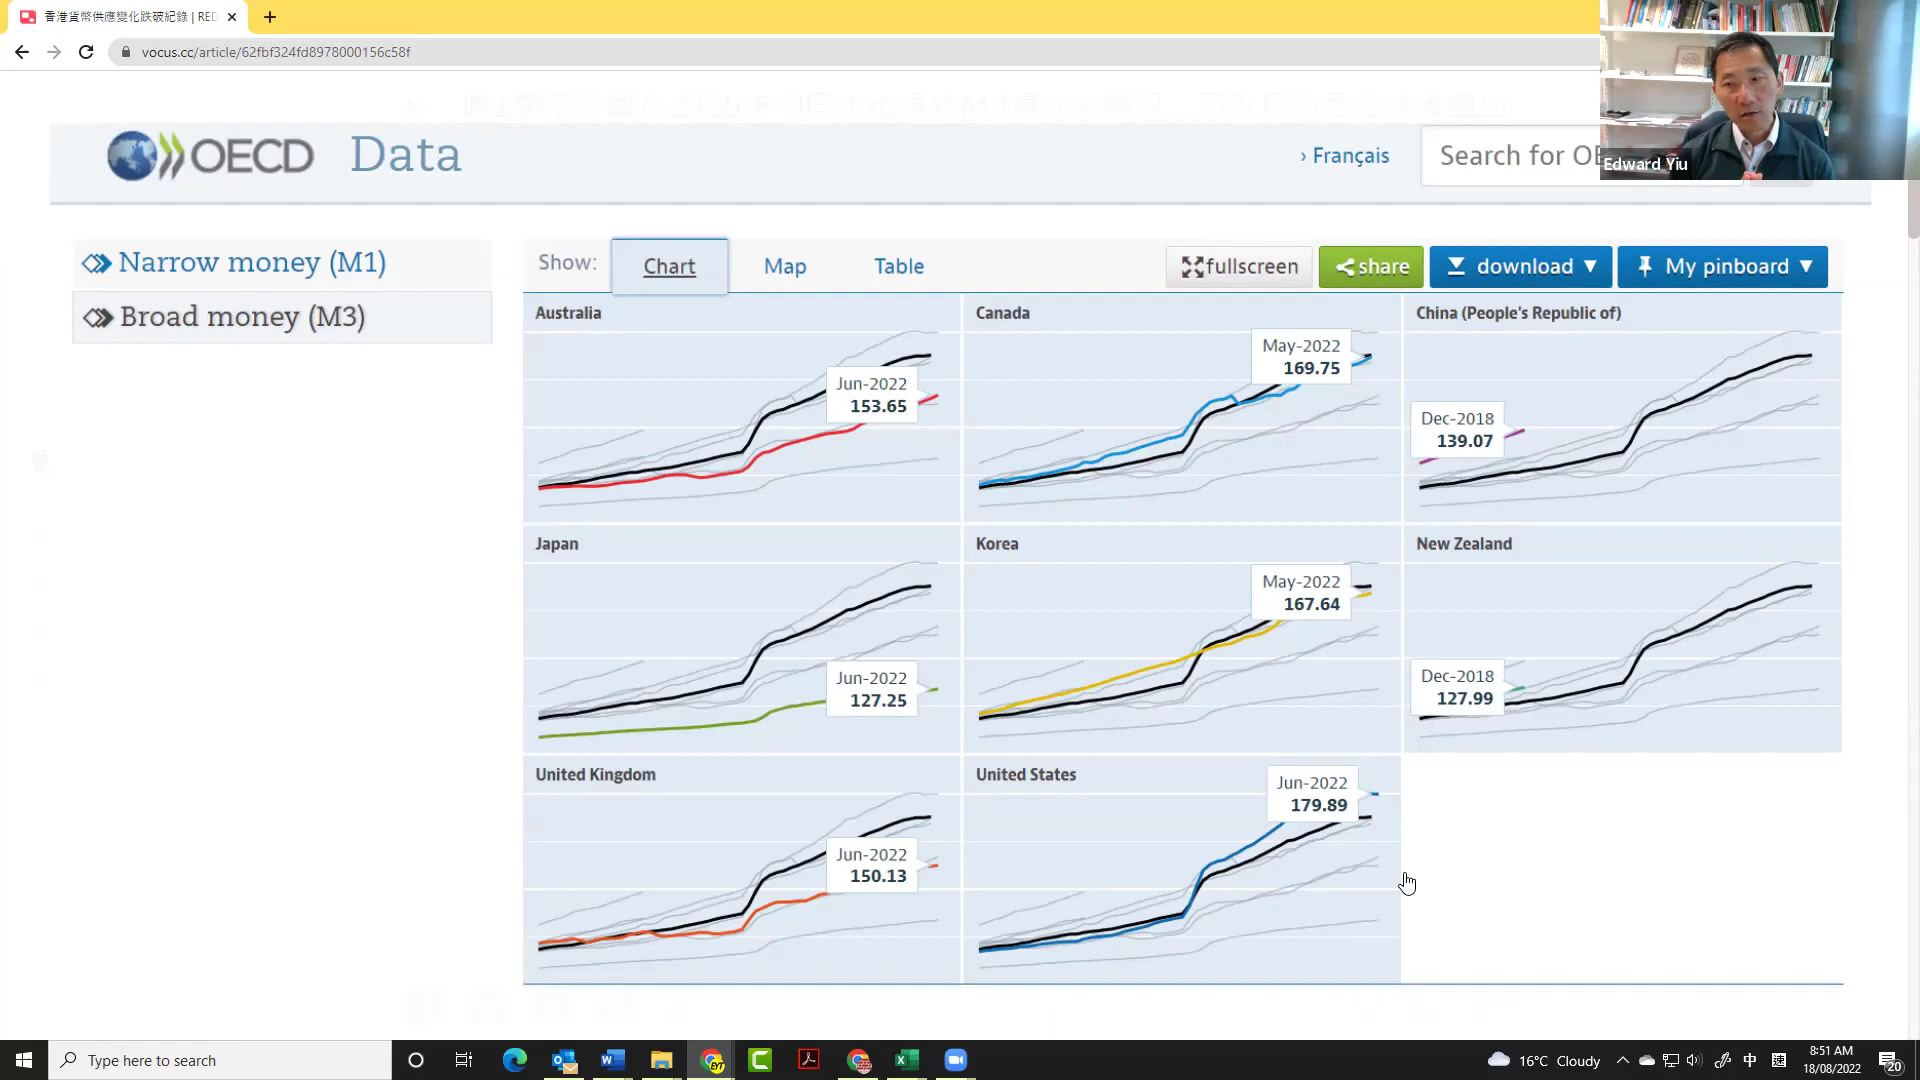 香港貨幣供應變化跌破紀錄 | RED
vocus.cc/article/62fbf324fd8978000156c58f
Edward Yiu
OECD Data
› Français
Search for OE
Narrow money (M1)
Broad money (M3)
Show: Chart Map Table
fullscreen share download My pinboard
Australia
Jun-2022
153.65
Canada
May-2022
169.75
China (People's Republic of)
Dec-2018
139.07
Japan
Jun-2022
127.25
Korea
May-2022
167.64
New Zealand
Dec-2018
127.99
United Kingdom
Jun-2022
150.13
United States
Jun-2022
179.89
Type here to search
16°C Cloudy
中
8:51 AM
18/08/2022
20